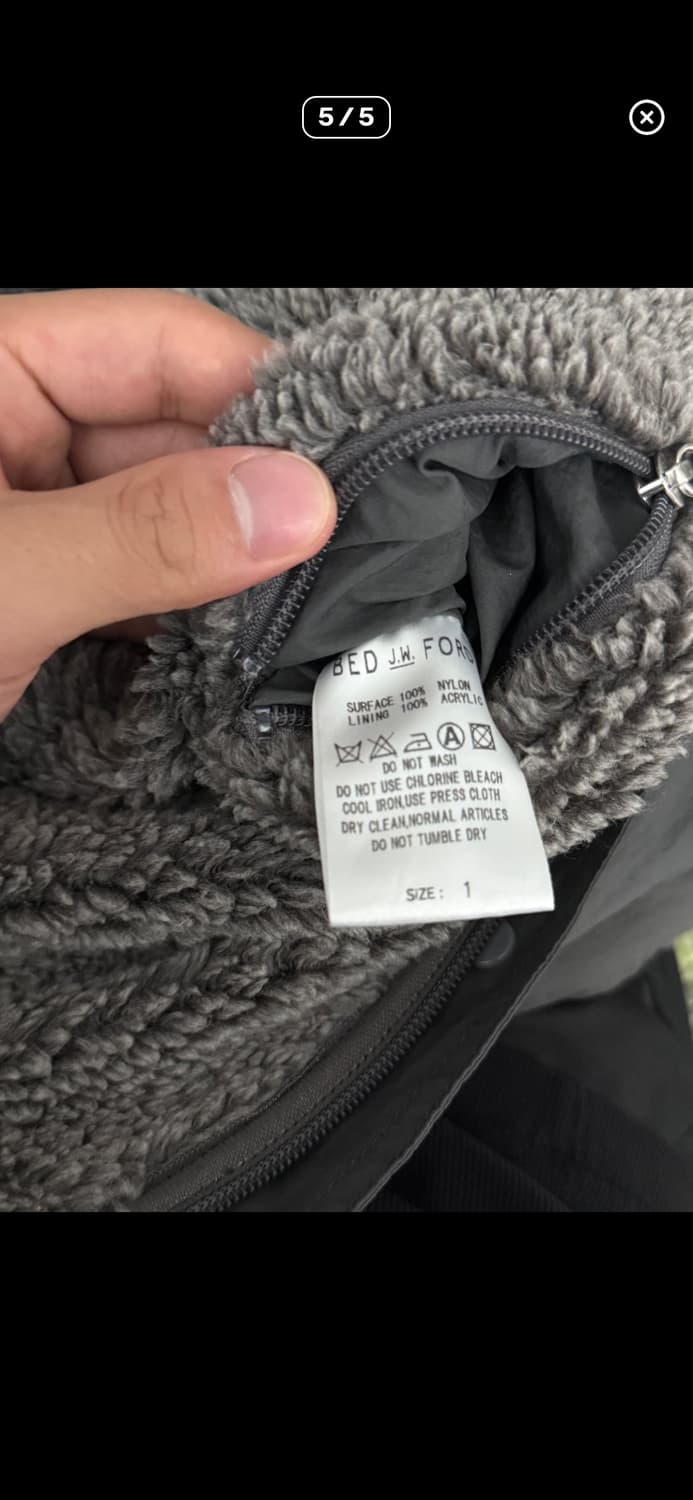 5/5
BED J.W. FORD
SURFACE 100% NYLON
LINING 100% ACRYLIC
A
DO NOT WASH
DO NOT USE CHLORINE BLEACH
COOL IRON,USE PRESS CLOTH
DRY CLEAN,NORMAL ARTICLES
DO NOT TUMBLE DRY
SIZE: 1